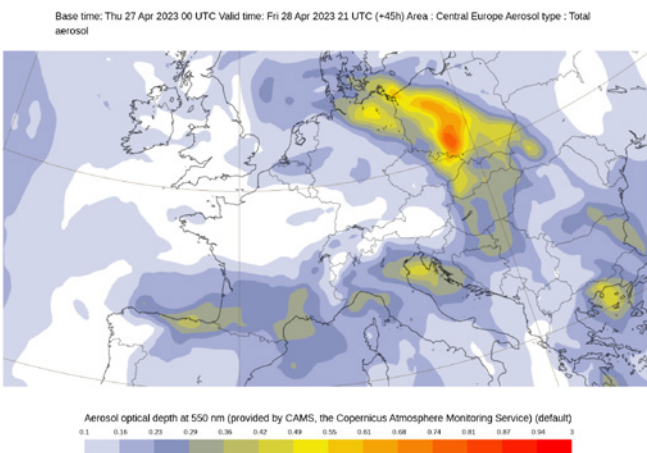 Base time: Thu 27 Apr 2023 00 UTC Valid time: Fri 28 Apr 2023 21 UTC (+45h) Area : Central Europe Aerosol type : Total
aerosol
Aerosol optical depth at 550 nm (provided by CAMS, the Copernicus Atmosphere Monitoring Service) (default)
0.1 0.16 0.23 0.29 0.36 0.42 0.49 0.55 0.61 0.68 0.74 0.81 0.87 0.94 3